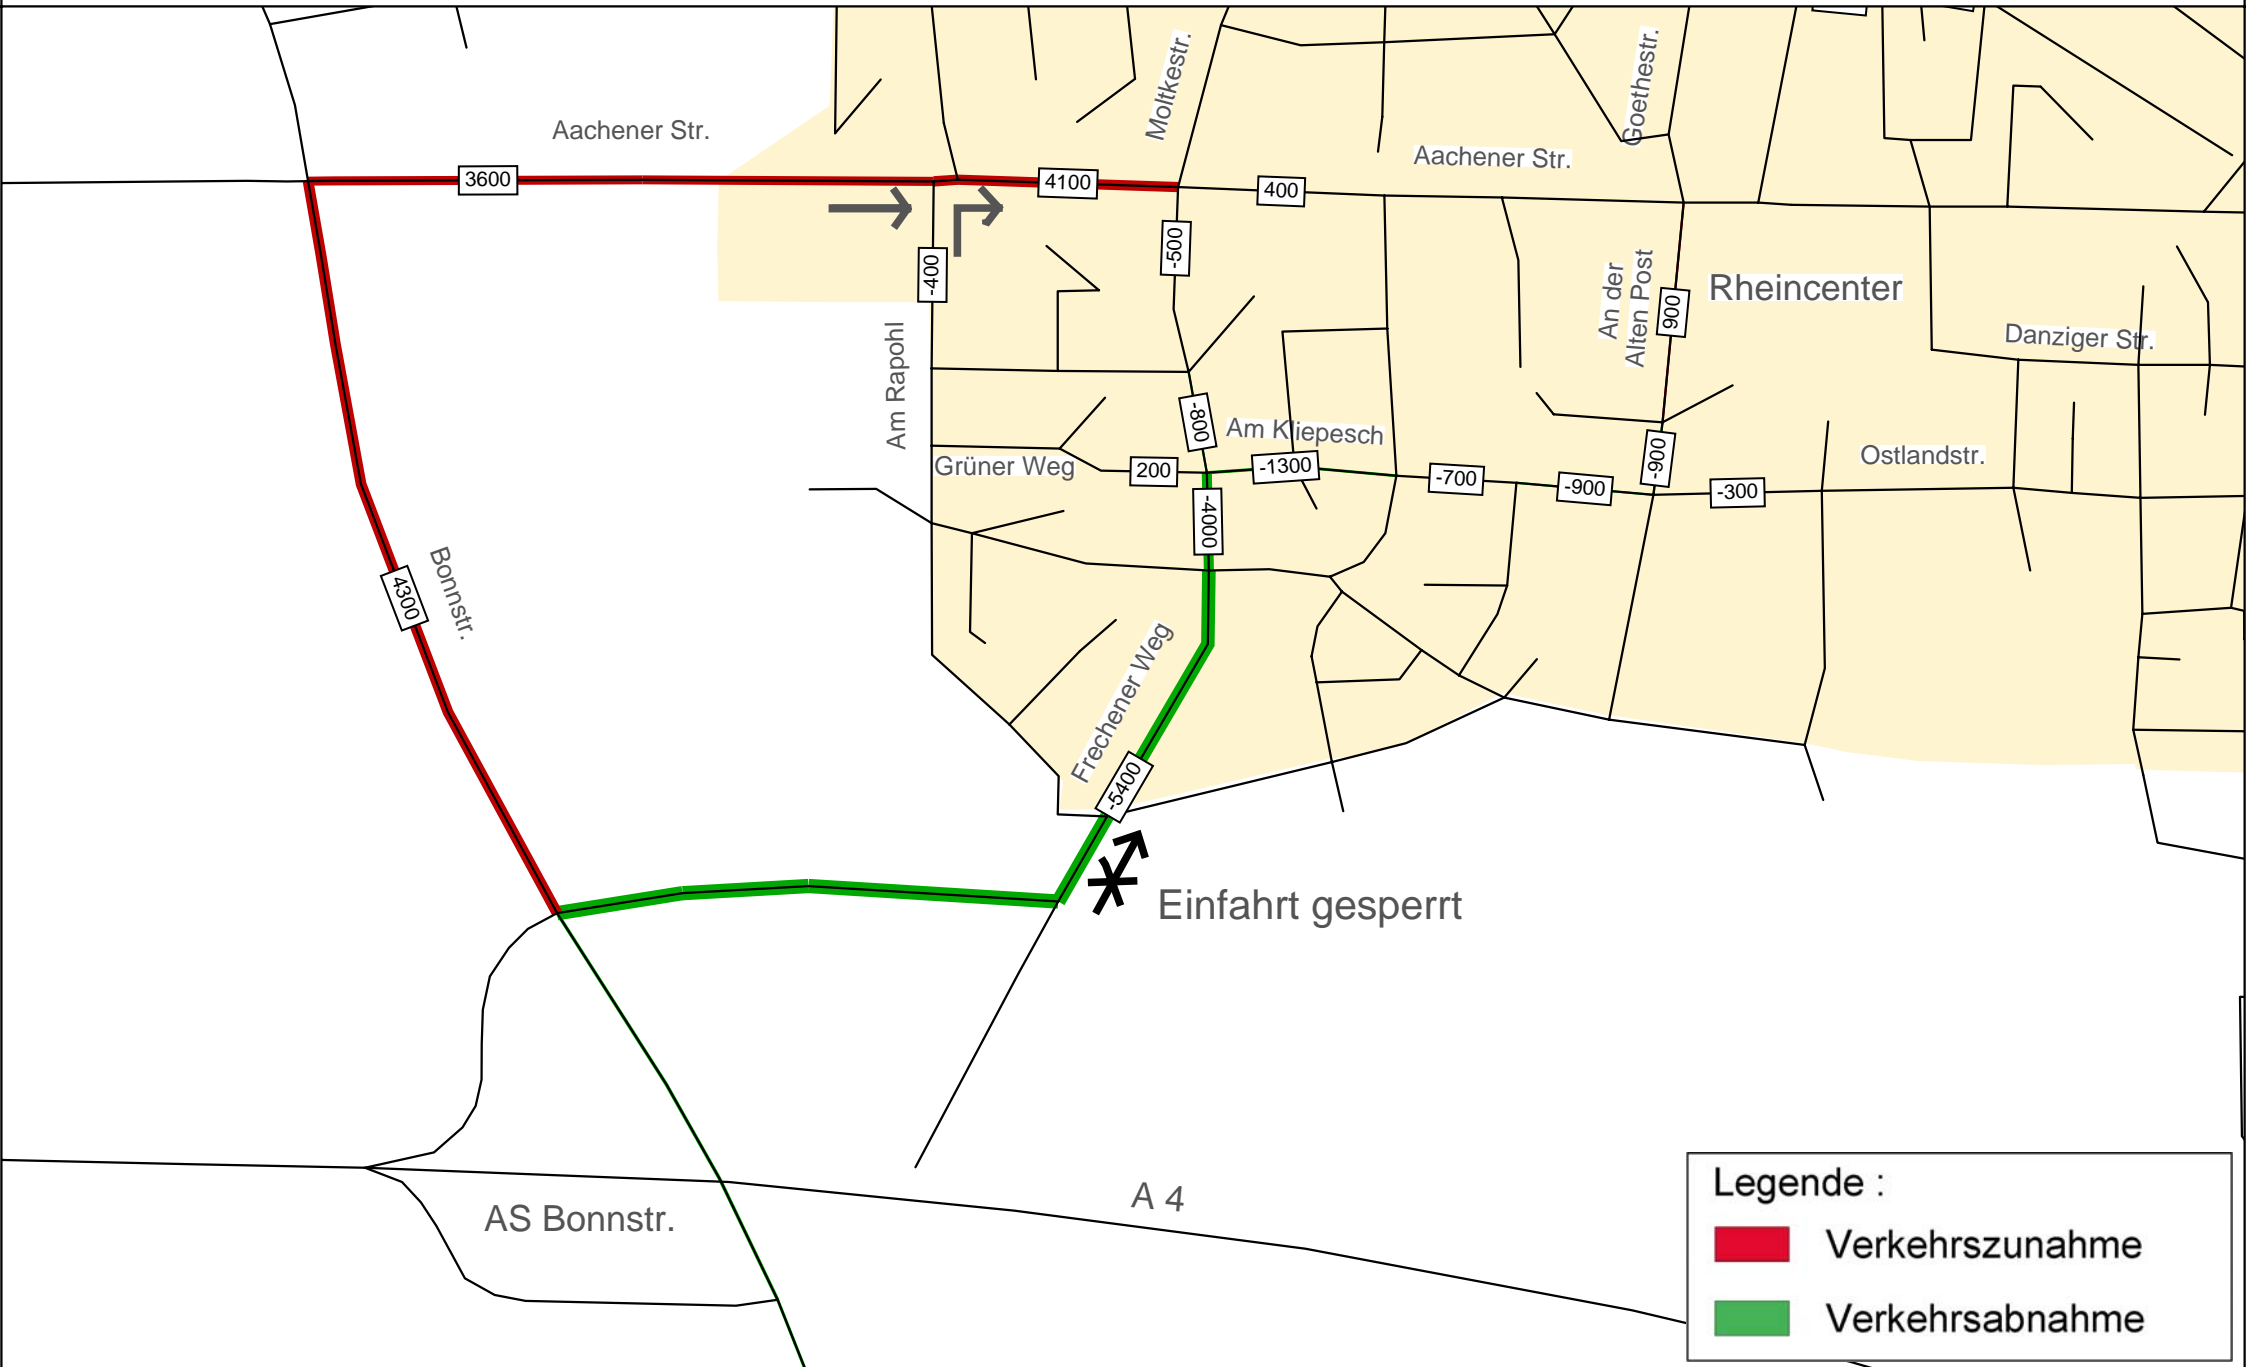 Moltkestr.
Goethestr.
Aachener Str.
Aachener Str.
3600
4100
400
-500
-400
An der
Alten Post
900
Rheincenter
Danziger Str.
Am Rapohl
-800
Am Kliepesch
Grüner Weg
200
-1300
-700
-900
-900
-300
Ostlandstr.
-4000
Bonnstr.
4300
Frechener Weg
-5400
Einfahrt gesperrt
A 4
AS Bonnstr.
Legende :
Verkehrszunahme
Verkehrsabnahme